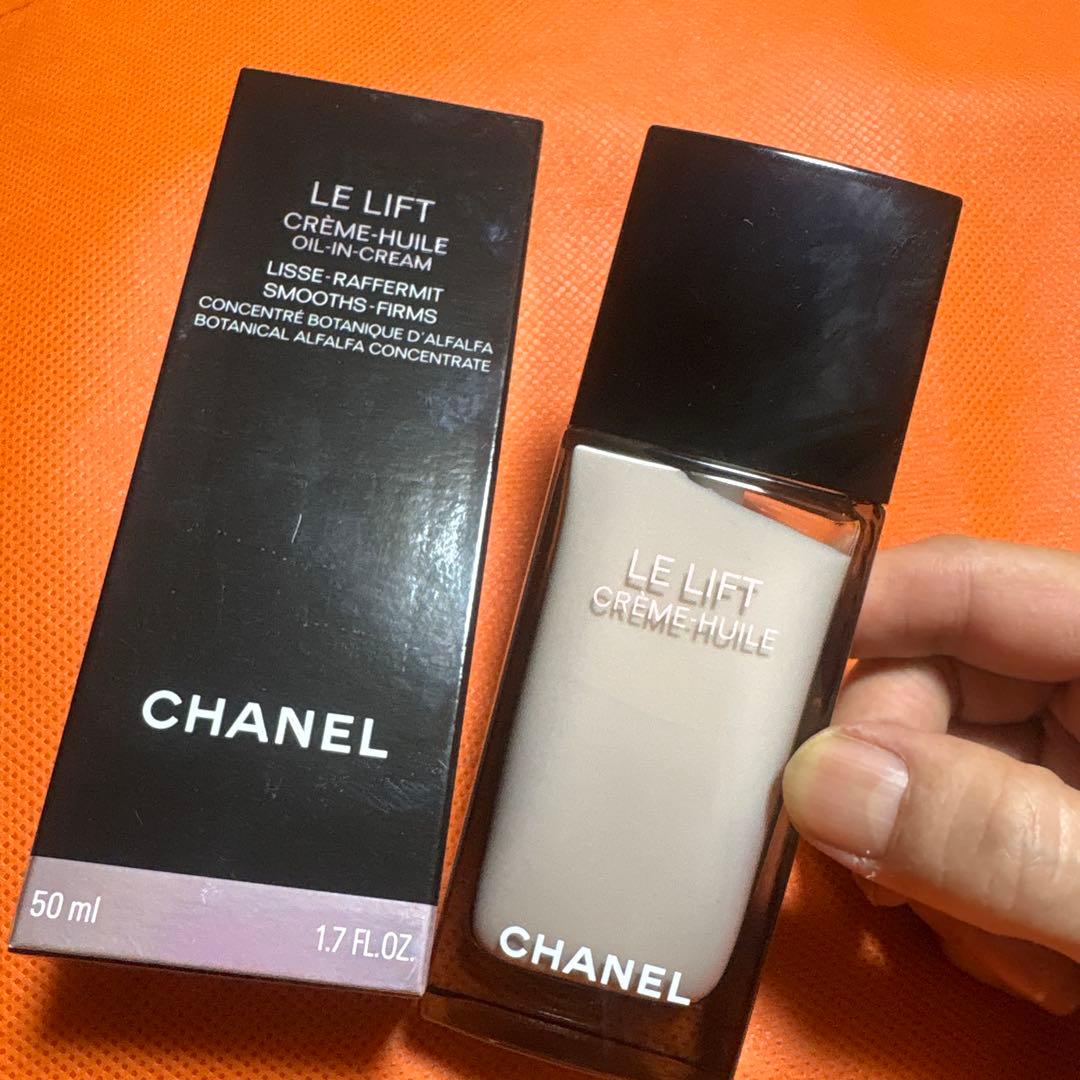 LE LIFT
CRÈME-HUILE
OIL-IN-CREAM
LISSE-RAFFERMIT
SMOOTHS-FIRMS
CONCENTRÉ BOTANIQUE D'ALFALFA
BOTANICAL ALFALFA CONCENTRATE
CHANEL
50 ml
1.7 FL.OZ.
LE LIFT
CRÈME-HUILE
CHANEL